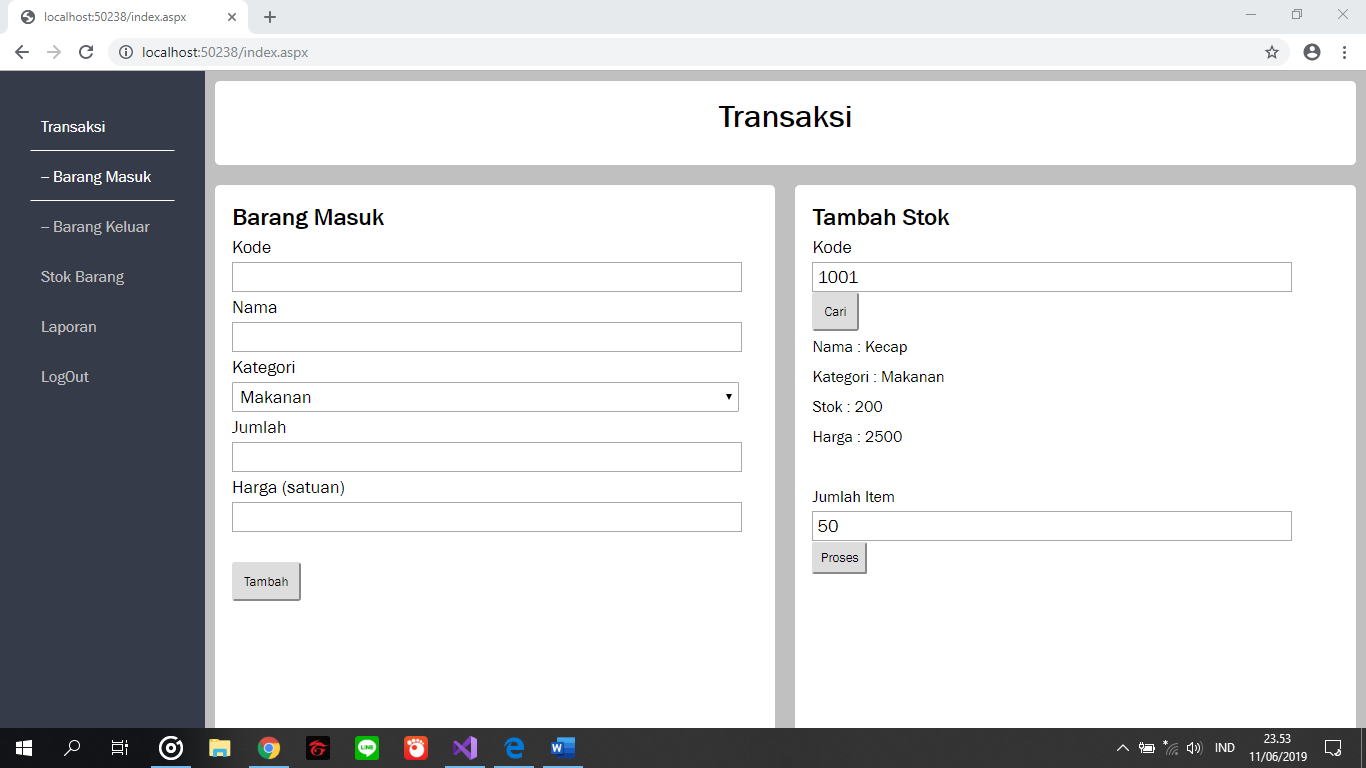 localhost:50238/index.aspx
localhost:50238/index.aspx
Transaksi
– Barang Masuk
– Barang Keluar
Stok Barang
Laporan
LogOut
Transaksi
Barang Masuk
Kode
Nama
Kategori
Makanan
Jumlah
Harga (satuan)
Tambah
Tambah Stok
Kode
1001
Cari
Nama : Kecap
Kategori : Makanan
Stok : 200
Harga : 2500
Jumlah Item
50
Proses
LINE
IND
23.53
11/06/2019